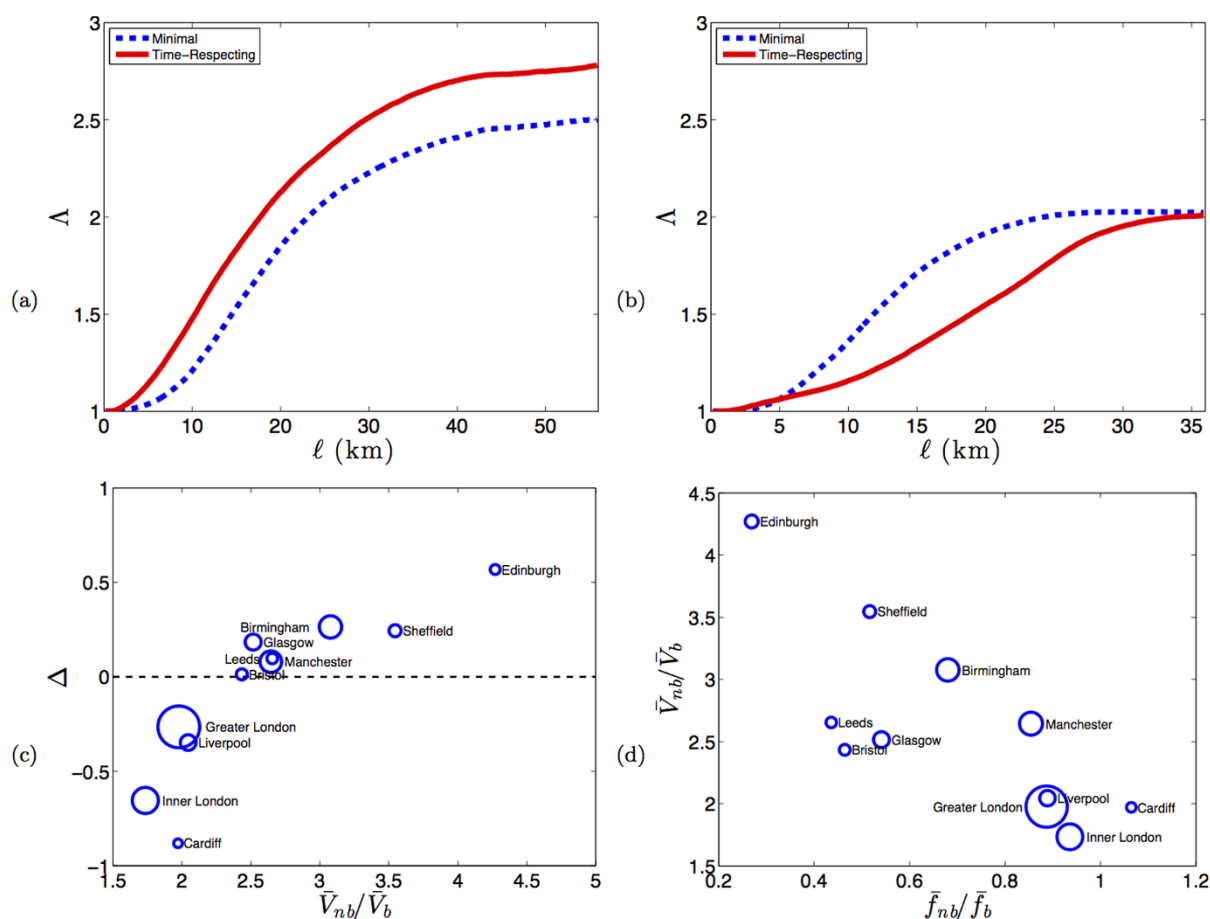 3
2.5
2
1.5
1
Λ
Minimal
Time-Respecting
0 10 20 30 40 50
ℓ (km)
(a)
3
2.5
2
1.5
1
Λ
Minimal
Time-Respecting
0 5 10 15 20 25 30 35
ℓ (km)
(b)
1
0.5
0
−0.5
−1
Δ
Edinburgh
Birmingham
Sheffield
Glasgow
Leeds
Manchester
Bristol
Greater London
Liverpool
Inner London
Cardiff
1.5 2 2.5 3 3.5 4 4.5 5
V̄nb/V̄b
(c)
4.5
4
3.5
3
2.5
2
1.5
V̄nb/V̄b
Edinburgh
Sheffield
Birmingham
Leeds
Manchester
Glasgow
Bristol
Greater London
Liverpool
Cardiff
Inner London
0.2 0.4 0.6 0.8 1 1.2
f̄nb/f̄b
(d)